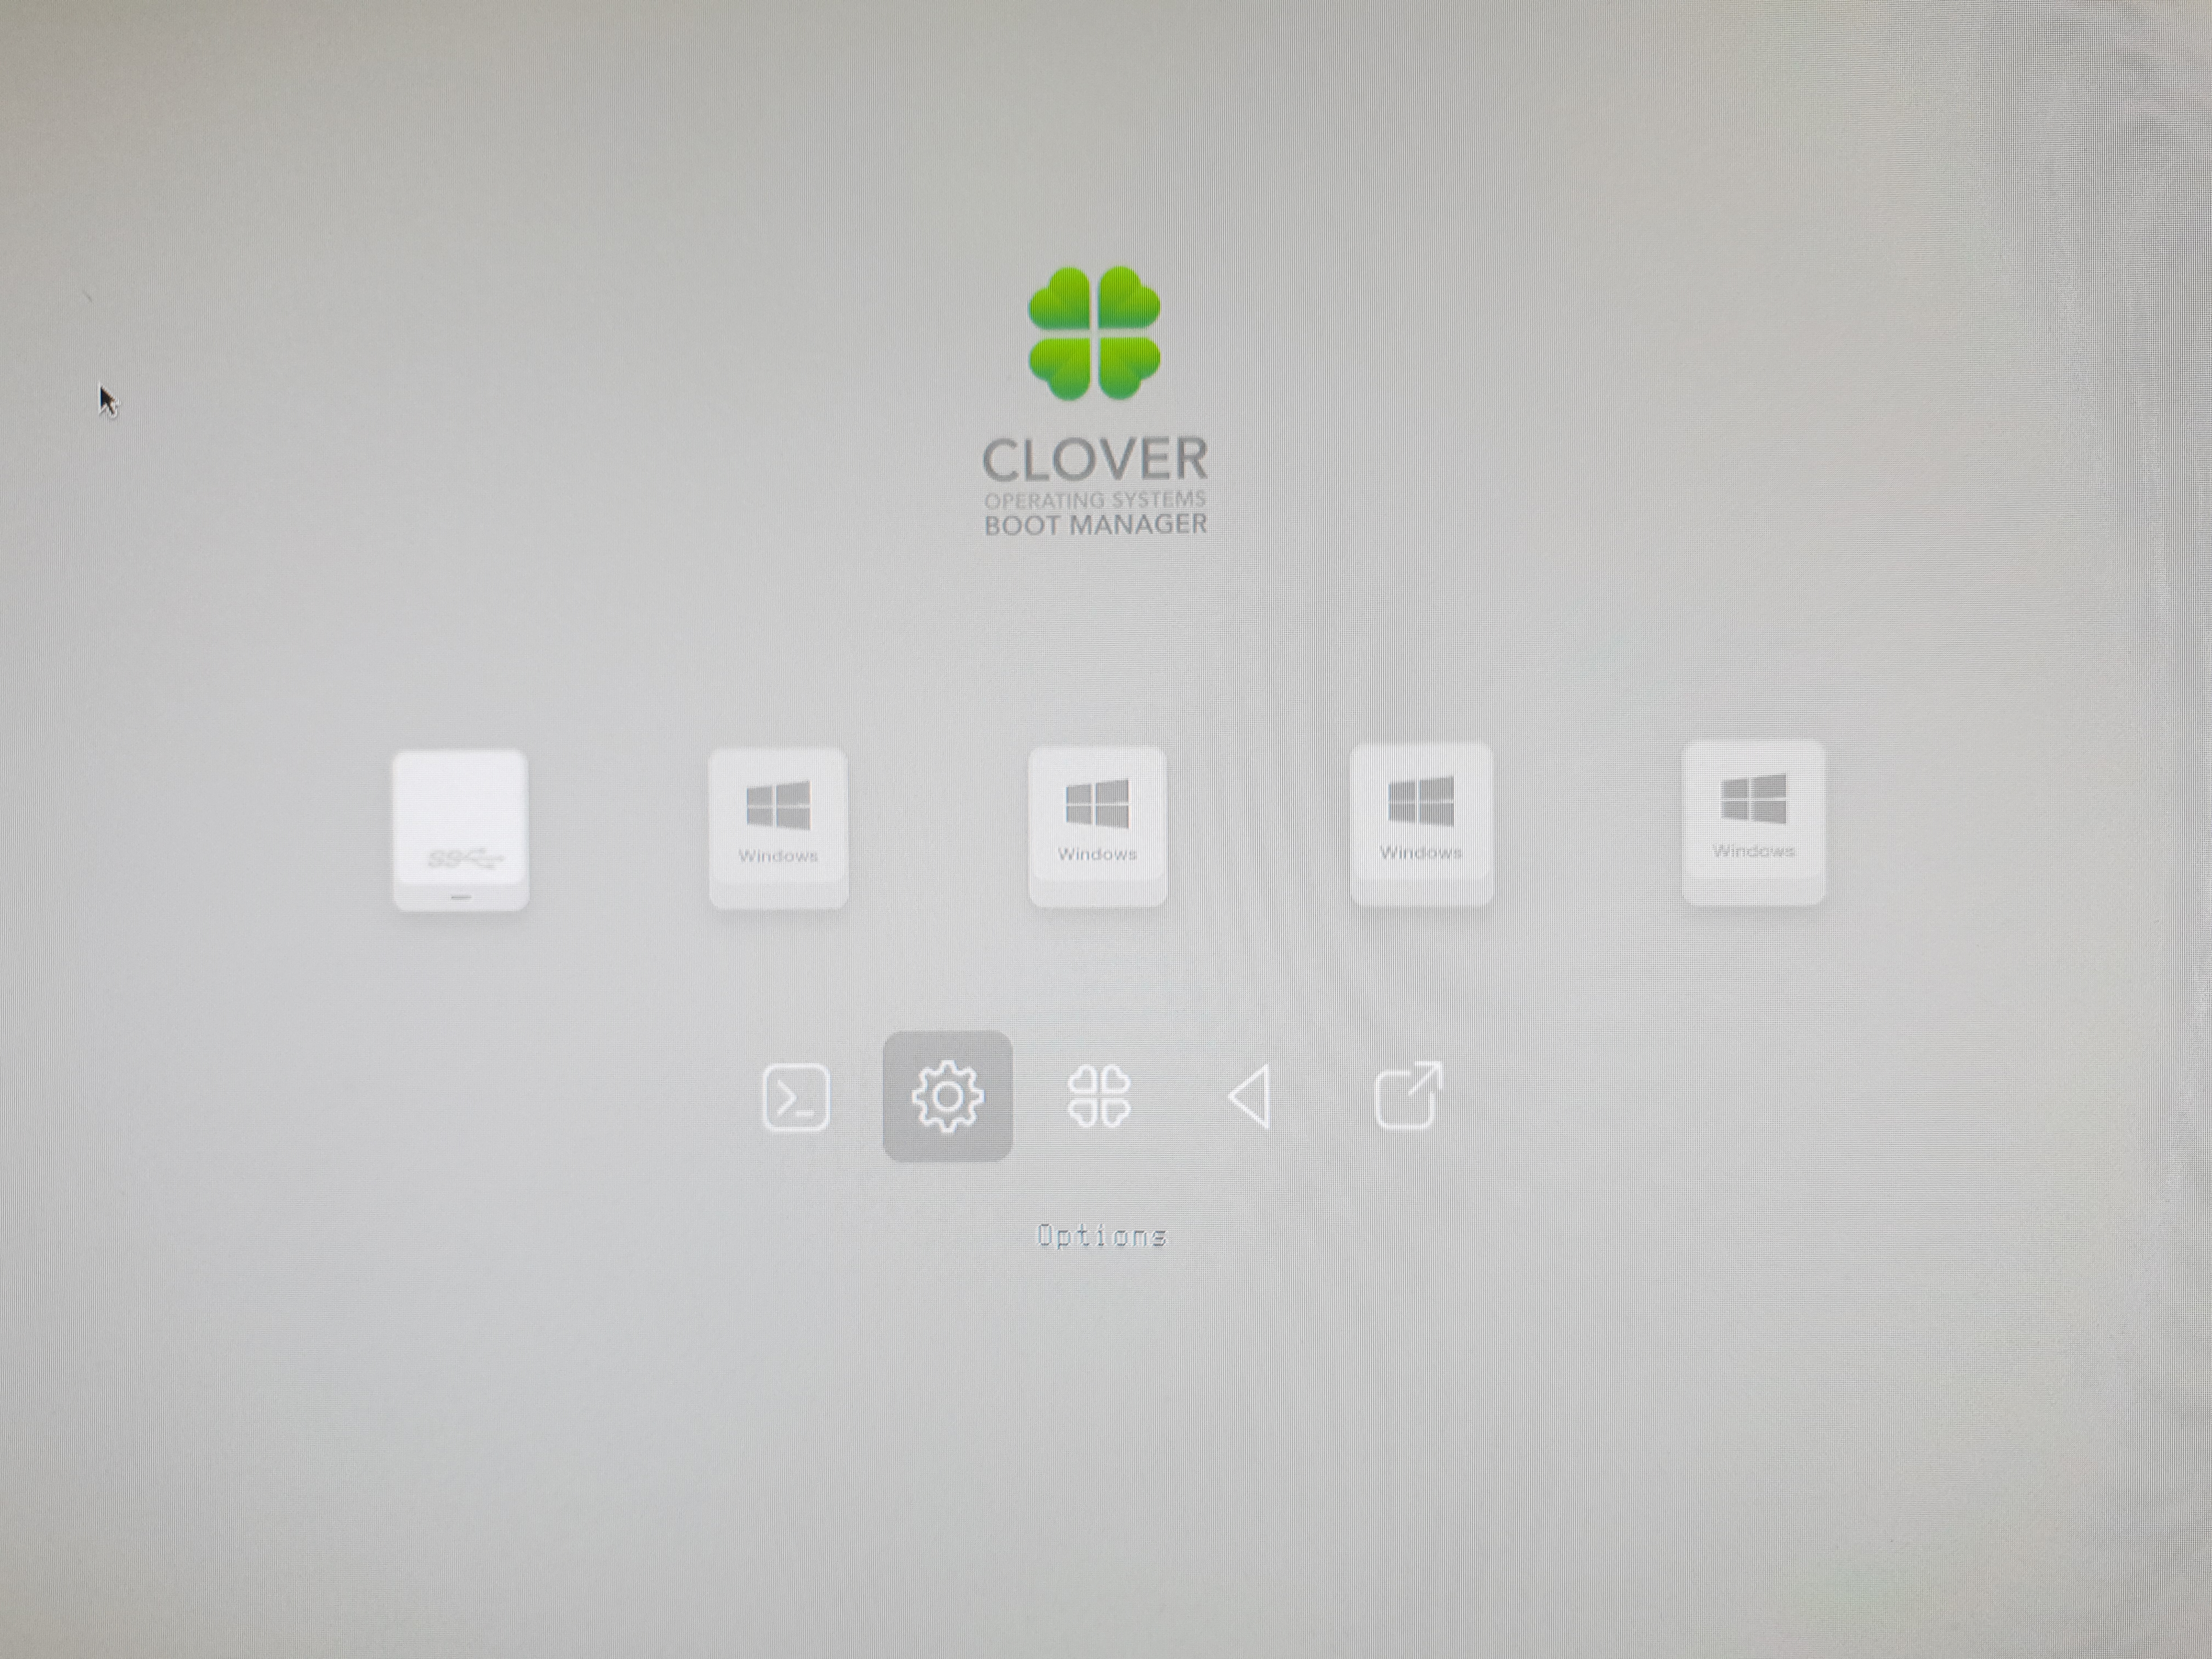 CLOVER
OPERATING SYSTEMS
BOOT MANAGER
SS
Windows
Windows
Windows
Windows
Options